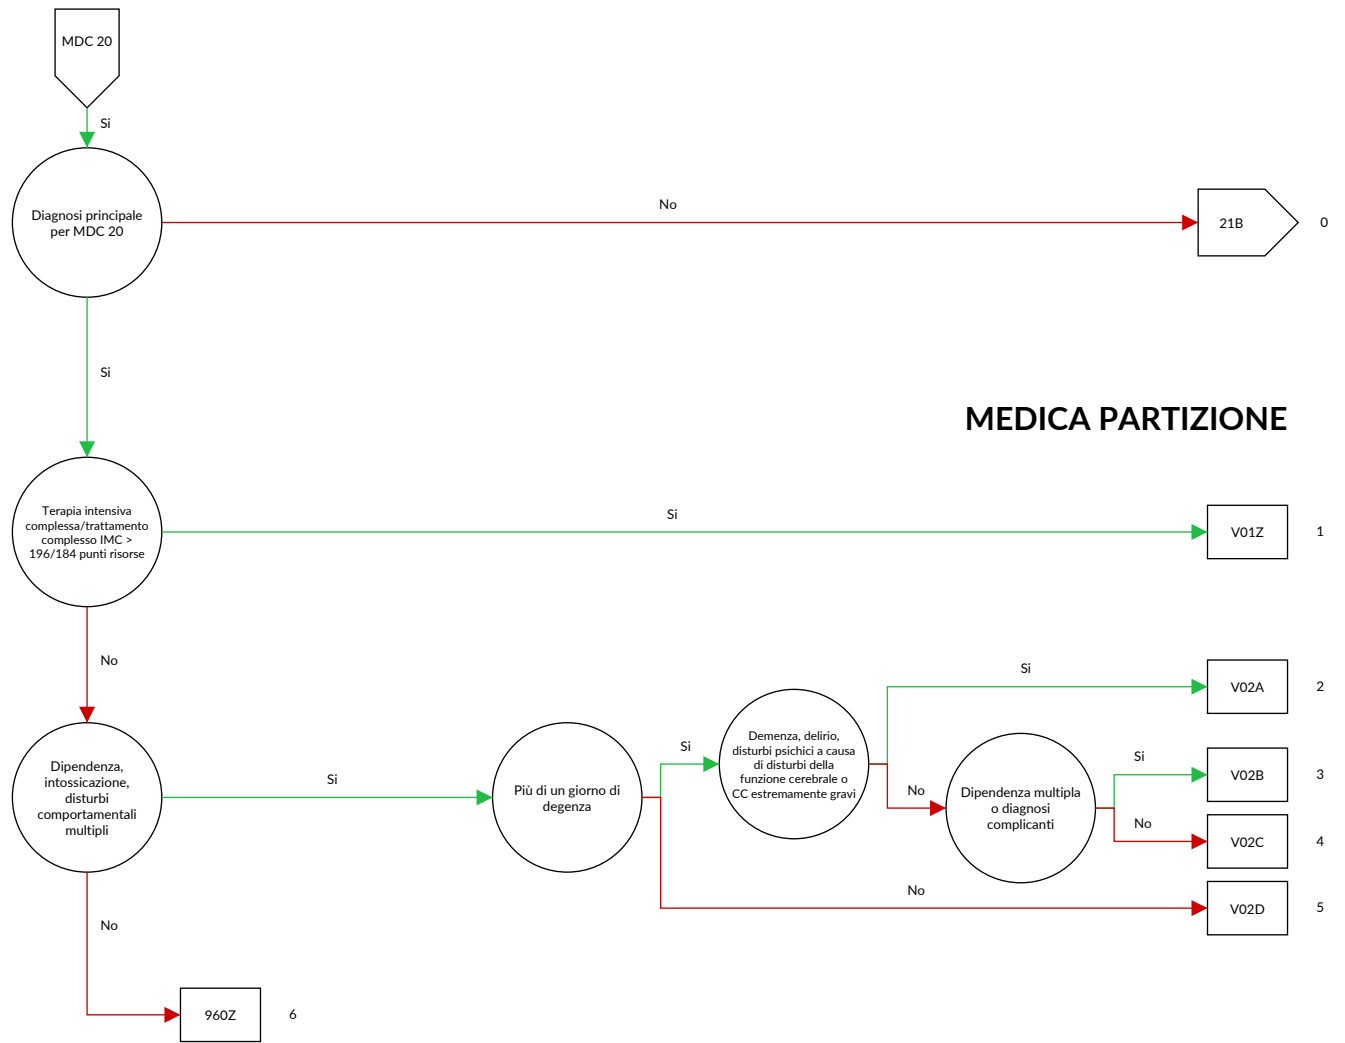 MDC 20
Si
Diagnosi principale
per MDC 20
No
21B
0
Si
MEDICA PARTIZIONE
Terapia intensiva
complessa/trattamento
complesso IMC >
196/184 punti risorse
Si
V01Z
1
No
Dipendenza,
intossicazione,
disturbi
comportamentali
multipli
Si
Più di un giorno di
degenza
Si
Demenza, delirio,
disturbi psichici a causa
di disturbi della
funzione cerebrale o
CC estremamente gravi
Si
V02A
2
No
Dipendenza multipla
o diagnosi
complicanti
Si
V02B
3
No
V02C
4
No
V02D
5
No
960Z
6